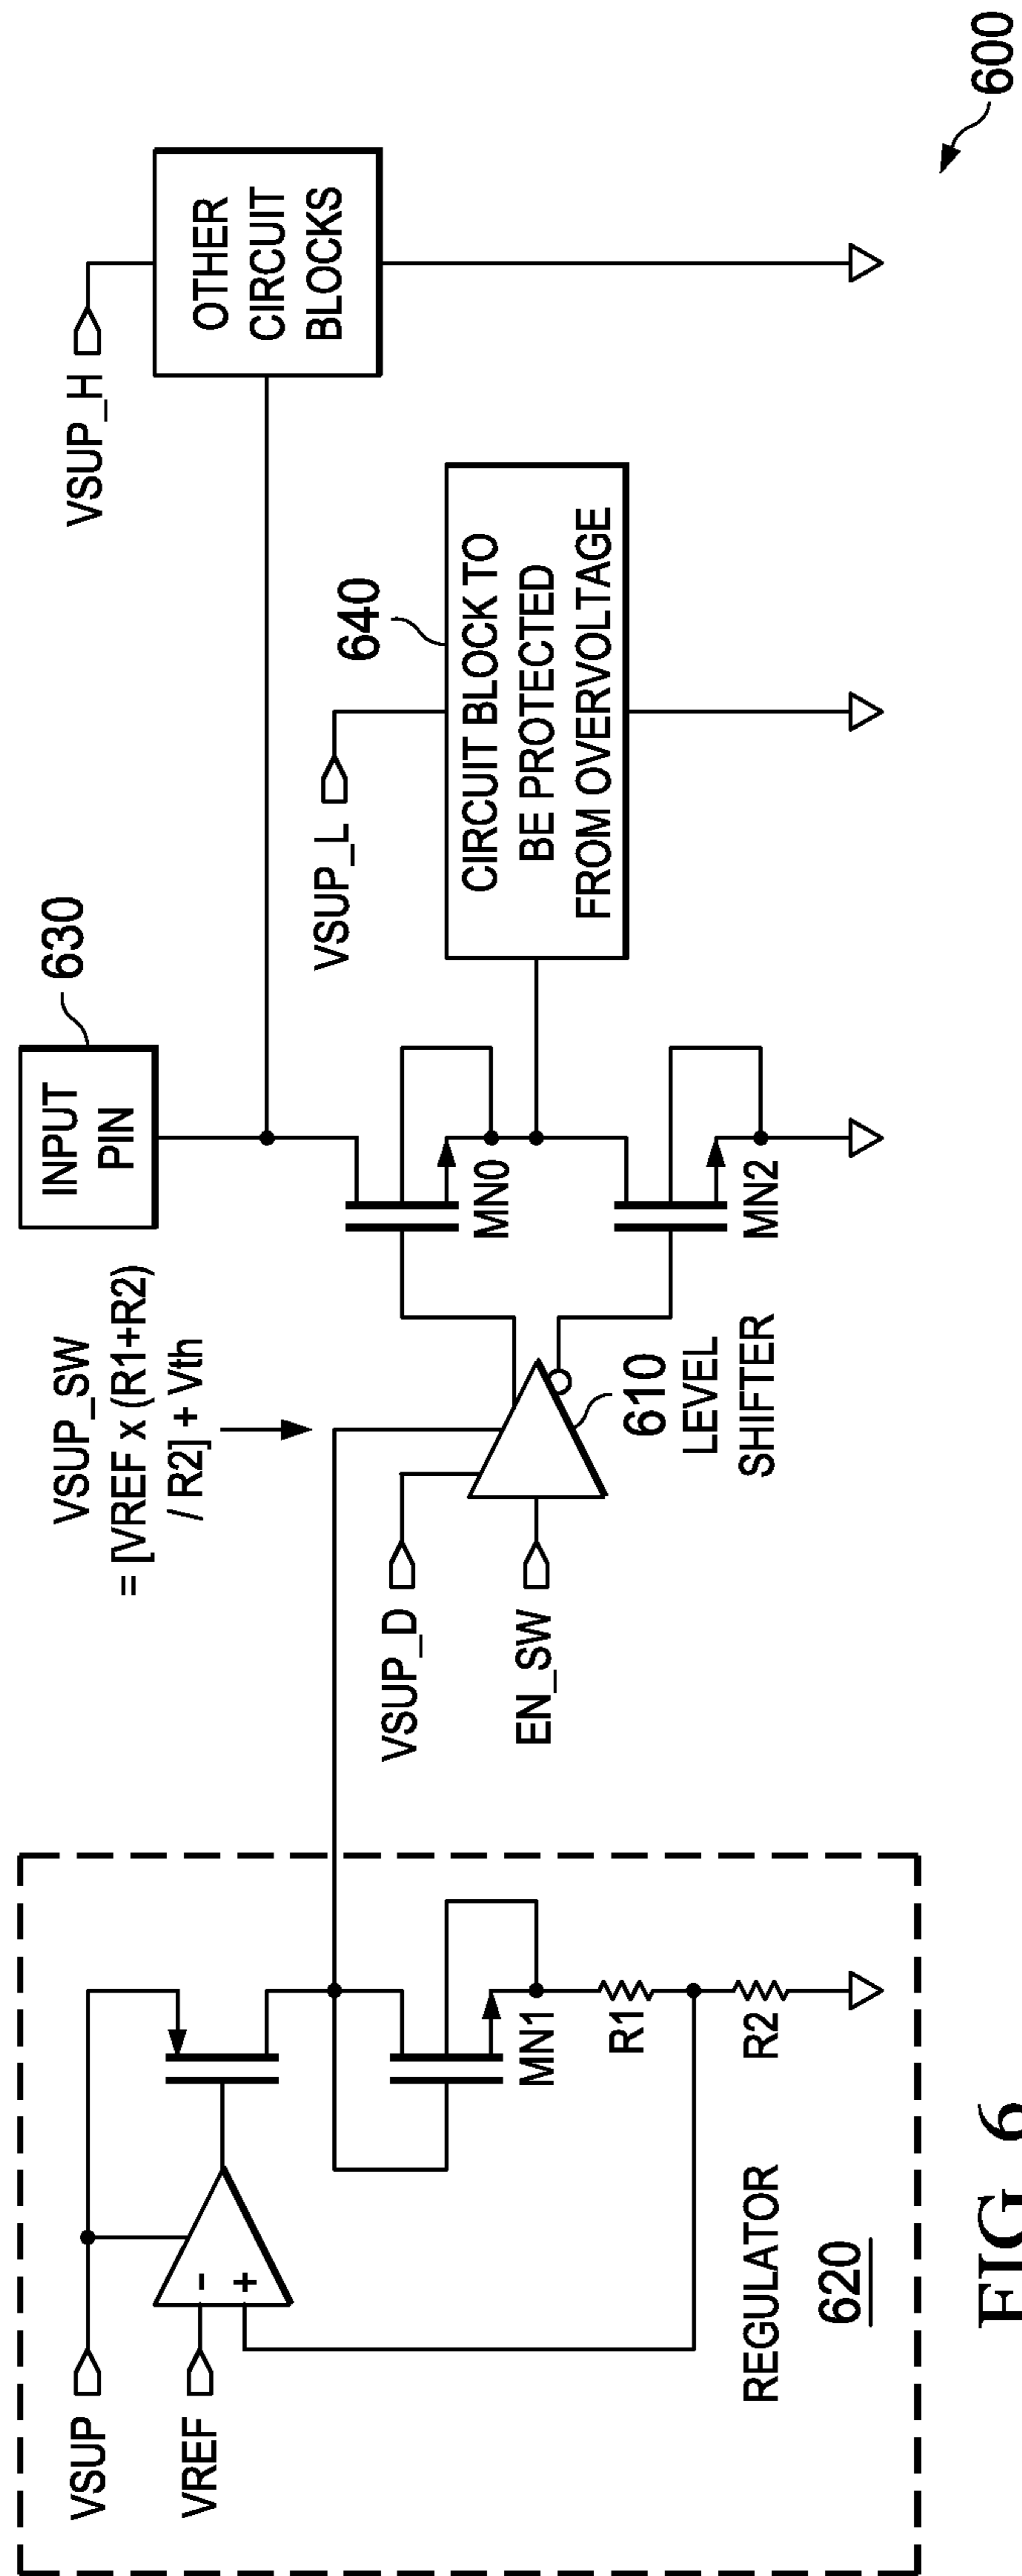 VSUP
VREF
-
+
MN1
R1
R2
REGULATOR
620
VSUP_SW
= [VREF x (R1+R2)
/ R2] + Vth
VSUP_D
EN_SW
610
LEVEL
SHIFTER
INPUT
PIN
630
MN0
MN2
VSUP_L
640
CIRCUIT BLOCK TO
BE PROTECTED
FROM OVERVOLTAGE
VSUP_H
OTHER
CIRCUIT
BLOCKS
600
FIG. 6